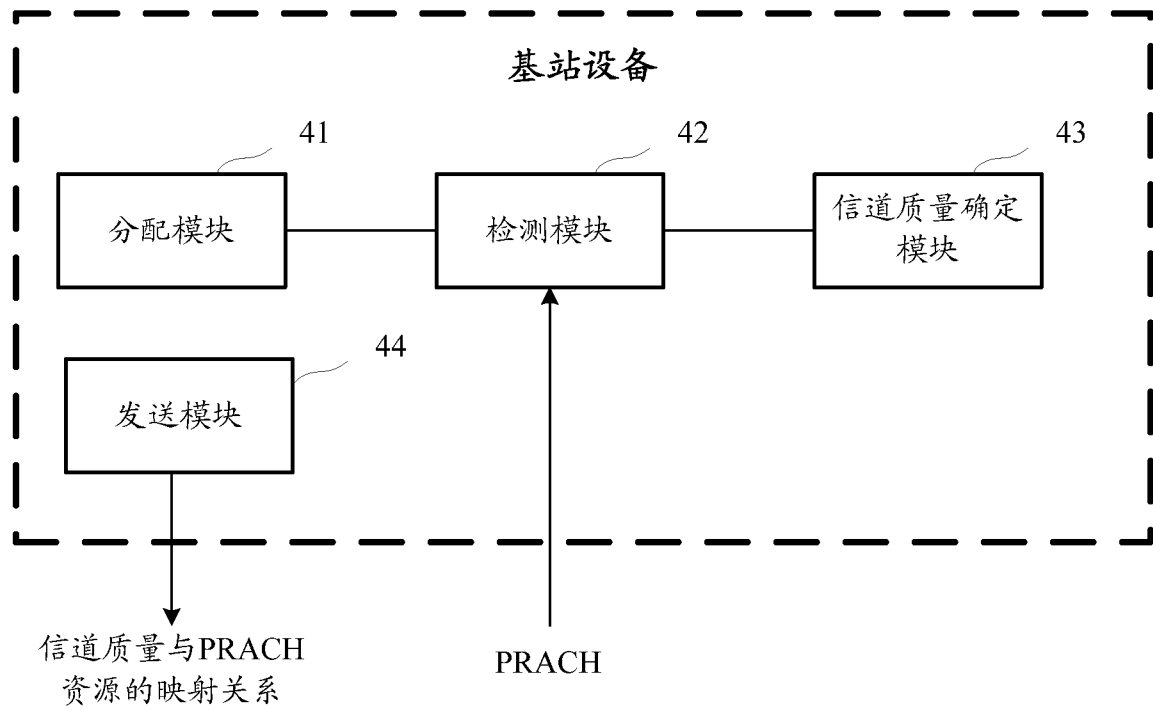 基站设备
41
42
43
分配模块
检测模块
信道质量确定
模块
44
发送模块
信道质量与PRACH
资源的映射关系
PRACH